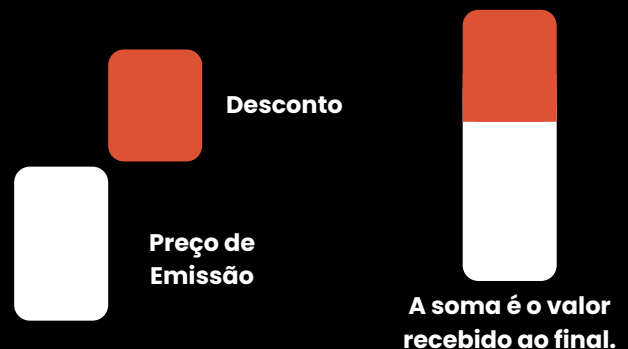 Desconto
Preço de
Emissão
A soma é o valor
recebido ao final.